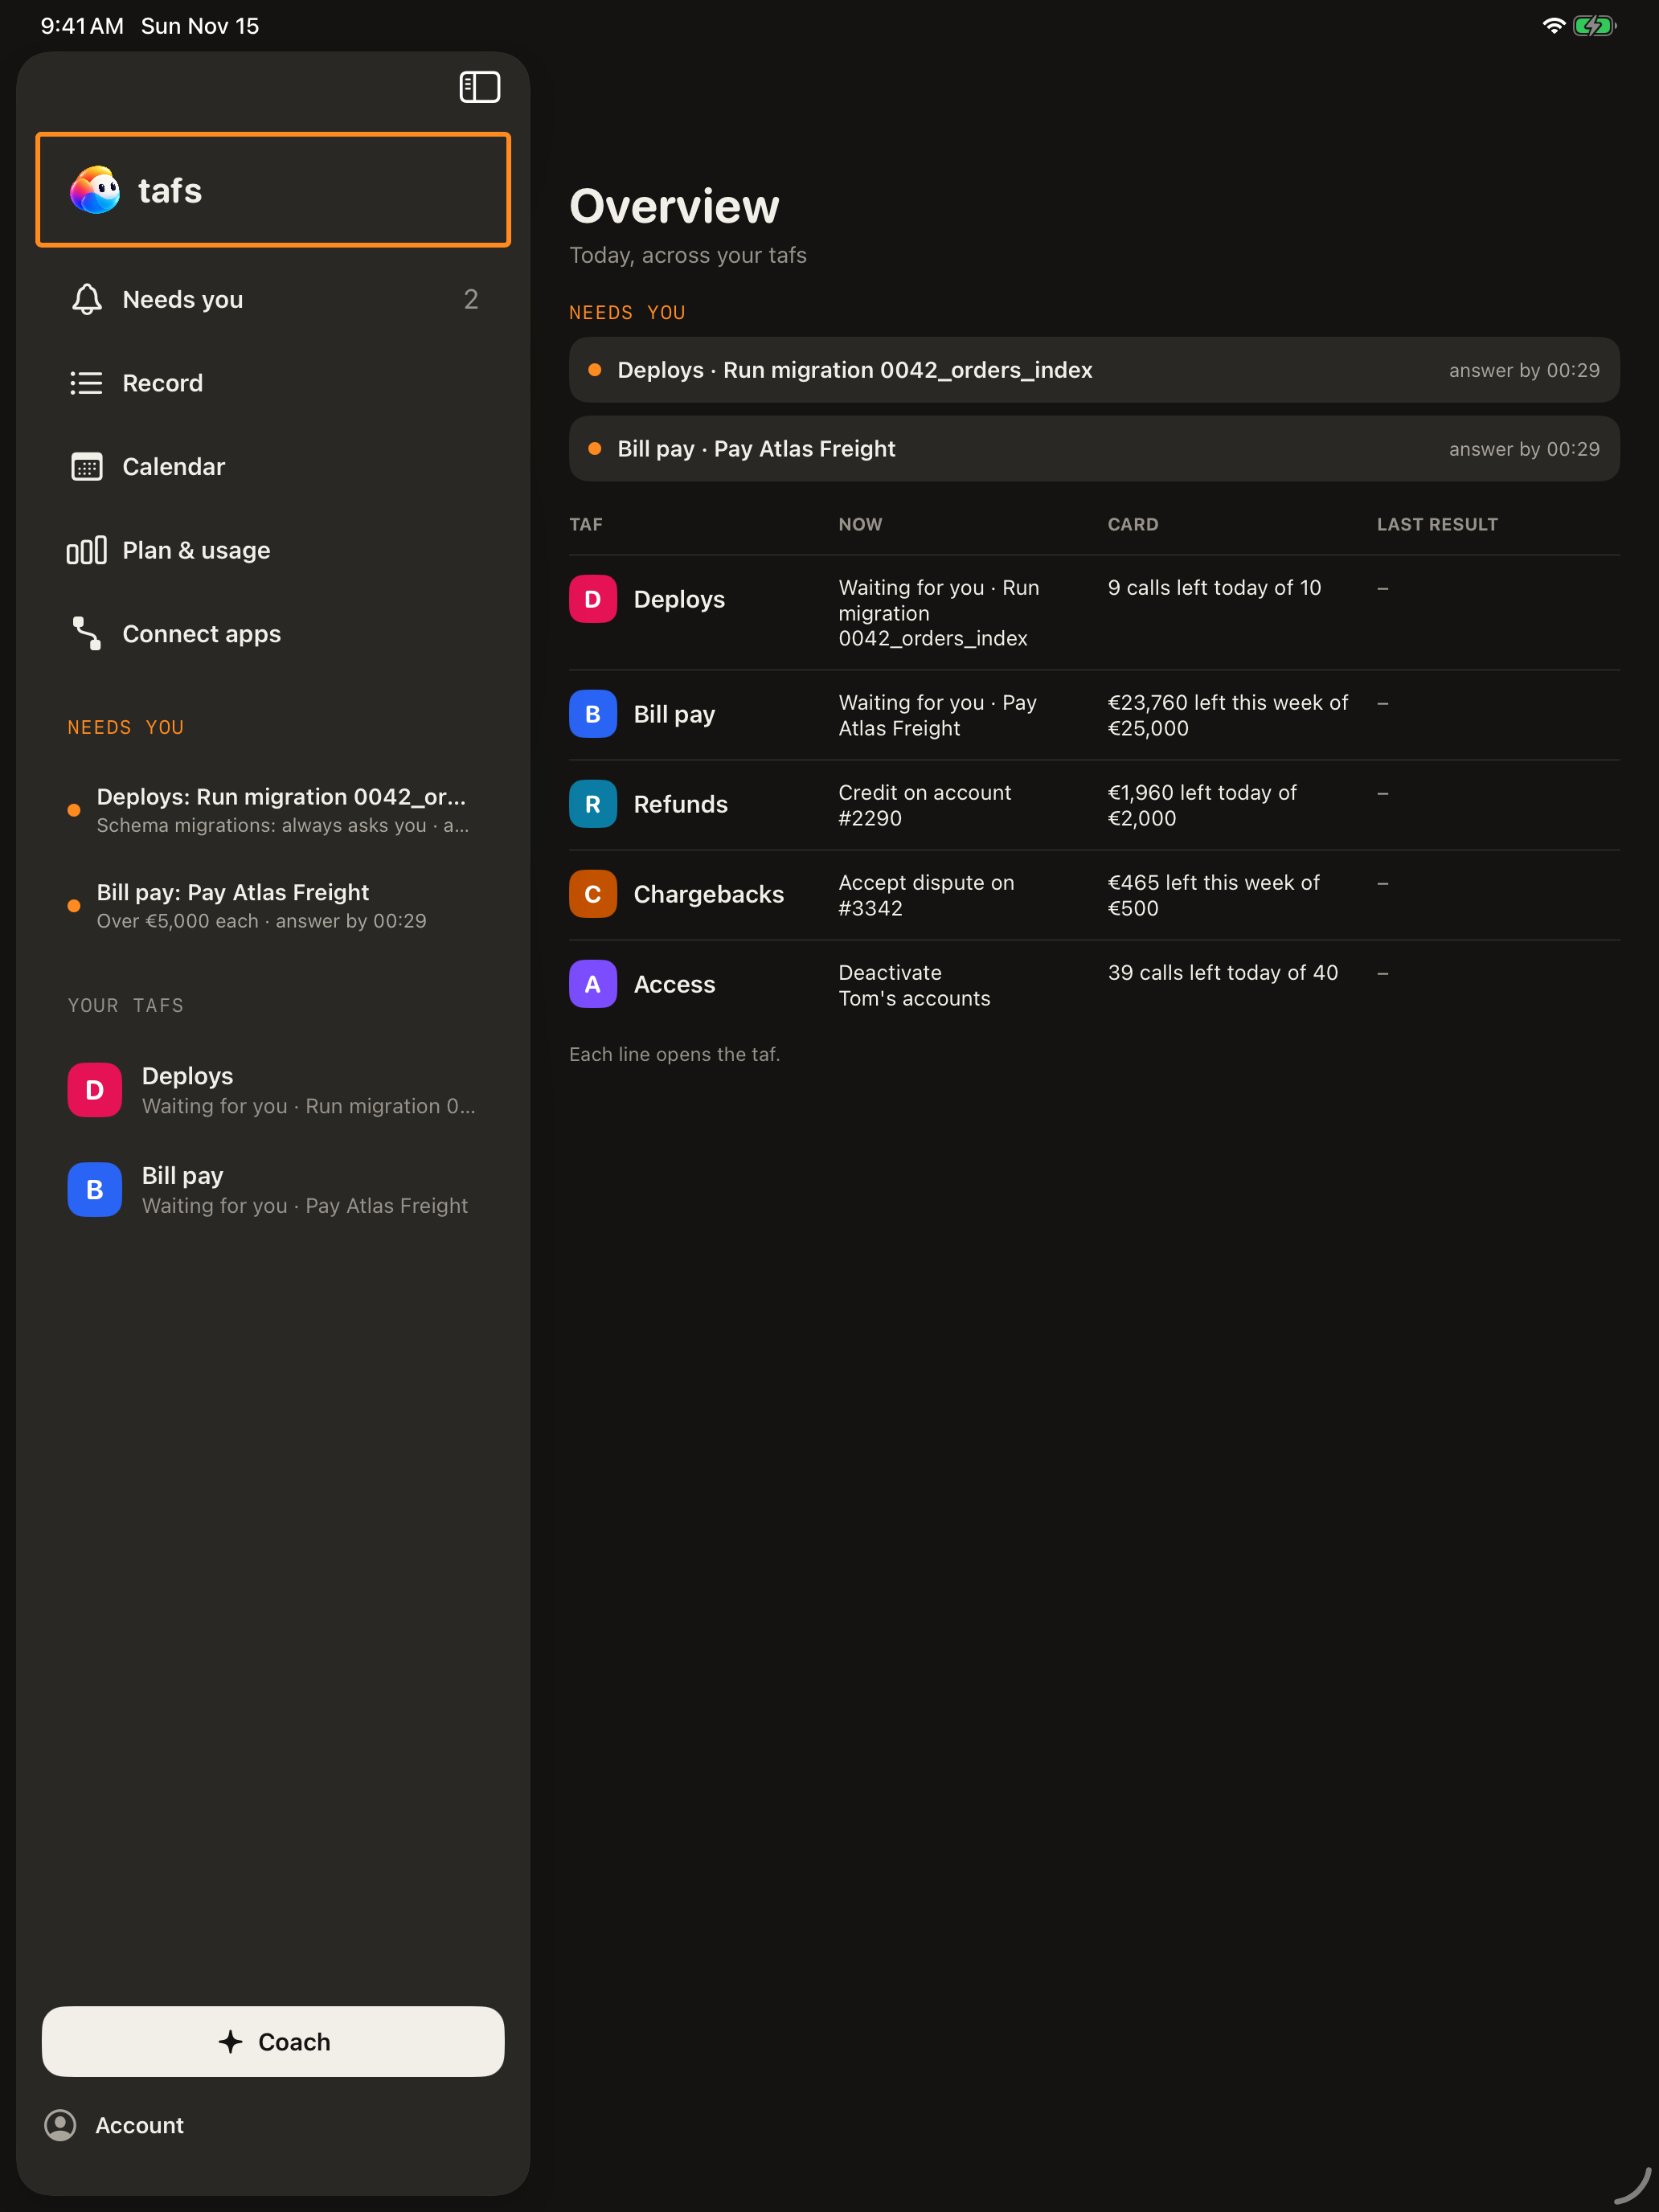 9:41 AM Sun Nov 15
tafs
Needs you 2
Record
Calendar
Plan & usage
Connect apps
NEEDS YOU
Deploys: Run migration 0042_or...
Schema migrations: always asks you · a...
Bill pay: Pay Atlas Freight
Over €5,000 each · answer by 00:29
YOUR TAFS
D
Deploys
Waiting for you · Run migration 0...
B
Bill pay
Waiting for you · Pay Atlas Freight
Coach
Account
Overview
Today, across your tafs
NEEDS YOU
Deploys · Run migration 0042_orders_index answer by 00:29
Bill pay · Pay Atlas Freight answer by 00:29
TAF NOW CARD LAST RESULT
D Deploys
Waiting for you · Run
migration
0042_orders_index
9 calls left today of 10
–
B Bill pay
Waiting for you · Pay
Atlas Freight
€23,760 left this week of
€25,000
–
R Refunds
Credit on account
#2290
€1,960 left today of
€2,000
–
C Chargebacks
Accept dispute on
#3342
€465 left this week of
€500
–
A Access
Deactivate
Tom's accounts
39 calls left today of 40
–
Each line opens the taf.